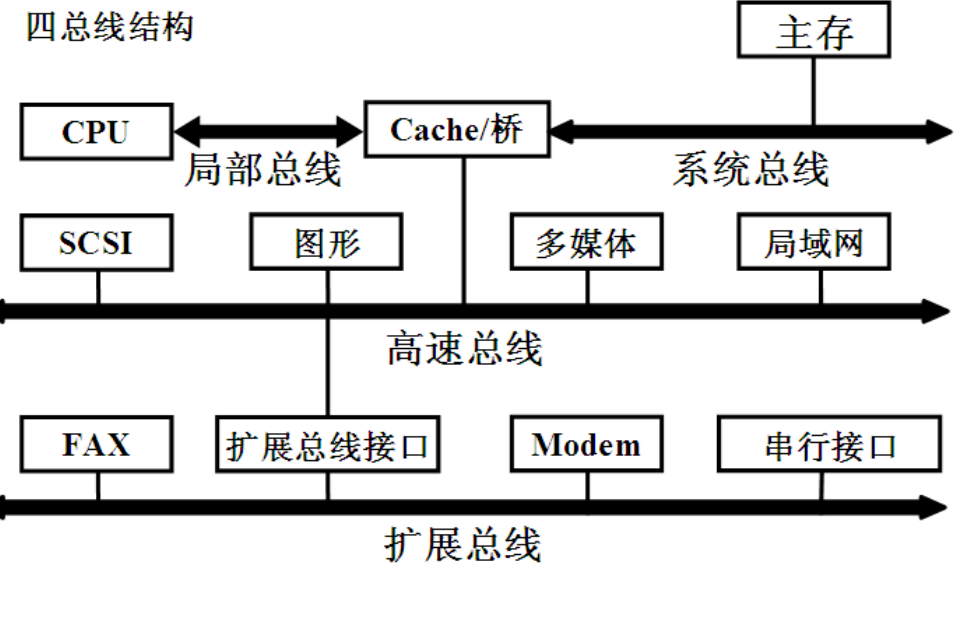 四总线结构
主存
CPU
Cache/桥
局部总线
系统总线
SCSI
图形
多媒体
局域网
高速总线
FAX
扩展总线接口
Modem
串行接口
扩展总线